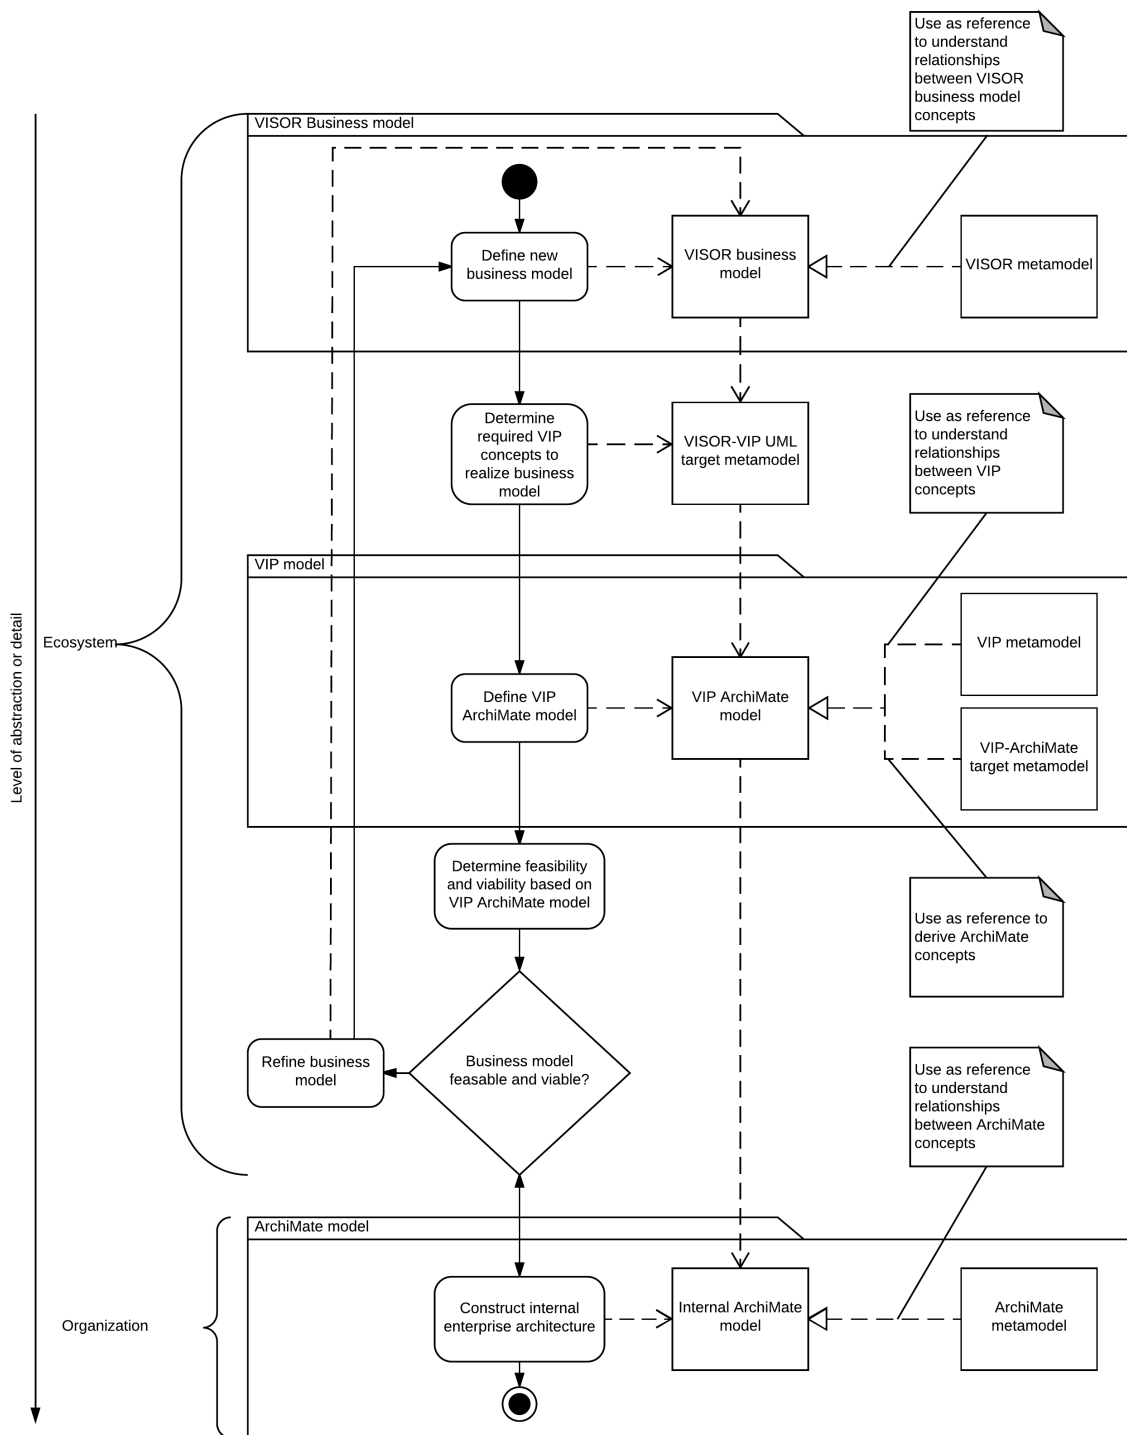 Use as reference
to understand
relationships
between VISOR
business model
concepts
VISOR Business model
Define new
business model
VISOR business
model
VISOR metamodel
Determine
required VIP
concepts to
realize business
model
VISOR-VIP UML
target metamodel
Use as reference
to understand
relationships
between VIP
concepts
VIP model
Level of abstraction or detail
Ecosystem
Define VIP
ArchiMate model
VIP ArchiMate
model
VIP metamodel
VIP-ArchiMate
target metamodel
Determine feasibility
and viability based on
VIP ArchiMate model
Use as reference to
derive ArchiMate
concepts
Refine business
model
Business model
feasable and viable?
Use as reference
to understand
relationships
between ArchiMate
concepts
ArchiMate model
Organization
Construct internal
enterprise architecture
Internal ArchiMate
model
ArchiMate
metamodel